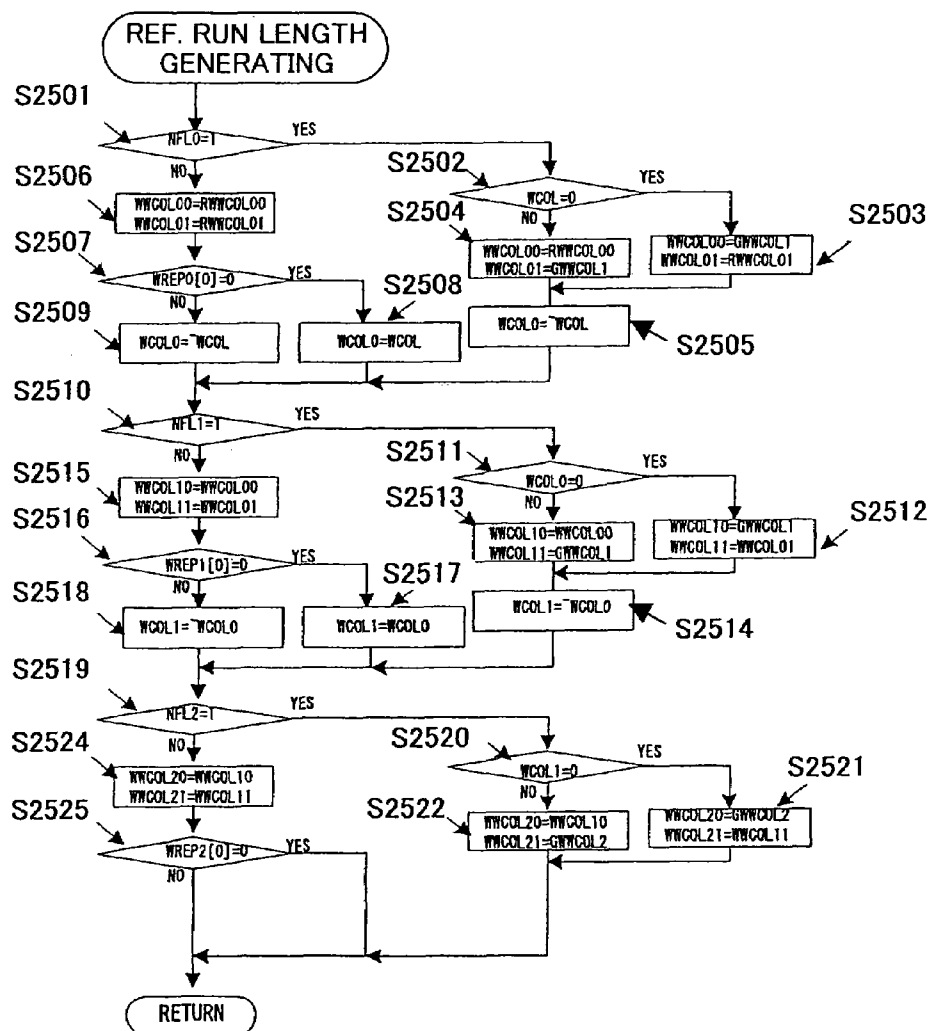 REF. RUN LENGTH
GENERATING
S2501
NFL0=1
YES
NO
S2502
WCOL=0
YES
NO
S2506
WWCOL00=RWWCOL00
WWCOL01=RWWCOL01
S2504
WWCOL00=RWWCOL00
WWCOL01=GWWCOL1
S2503
WWCOL00=GWWCOL1
WWCOL01=RWWCOL01
S2507
WREP0[0]=0
YES
NO
S2509
WCOL0=¯WCOL
S2508
WCOL0=WCOL
WCOL0=¯WCOL
S2505
S2510
NFL1=1
YES
NO
S2511
WCOL0=0
YES
NO
S2515
WWCOL10=WWCOL00
WWCOL11=WWCOL01
S2513
WWCOL10=WWCOL00
WWCOL11=GWWCOL1
S2512
WWCOL10=GWWCOL1
WWCOL11=WWCOL01
S2516
WREP1[0]=0
YES
NO
S2518
WCOL1=¯WCOL0
S2517
WCOL1=WCOL0
WCOL1=¯WCOL0
S2514
S2519
NFL2=1
YES
NO
S2520
WCOL1=0
YES
NO
S2524
WWCOL20=WWCOL10
WWCOL21=WWCOL11
S2522
WWCOL20=WWCOL10
WWCOL21=GWWCOL2
S2521
WWCOL20=GWWCOL2
WWCOL21=WWCOL11
S2525
WREP2[0]=0
YES
NO
RETURN